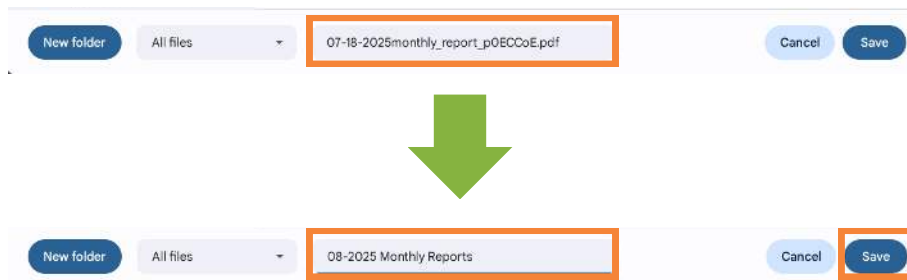 New folder All files 07-18-2025monthly_report_pOECCoE.pdf Cancel Save
New folder All files 08-2025 Monthly Reports Cancel Save